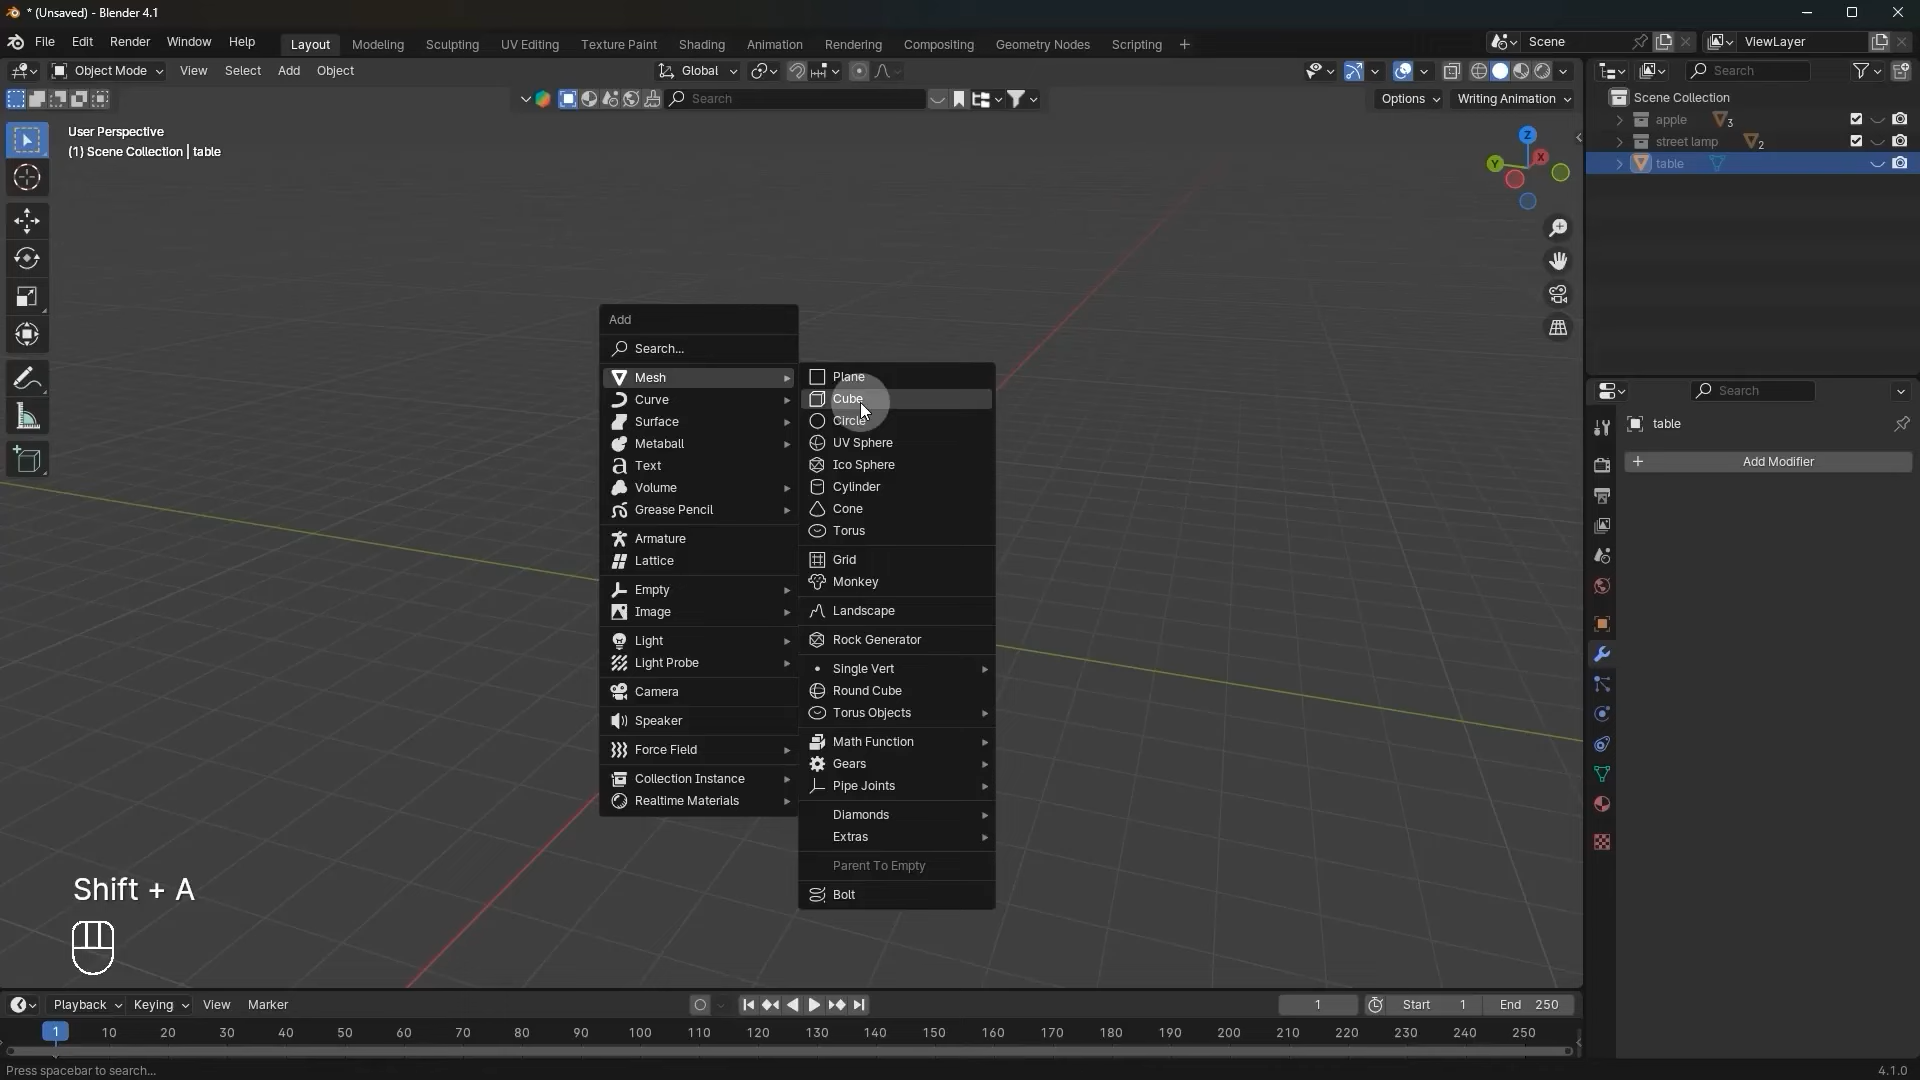 * (Unsaved) - Blender 4.1
File Edit Render Window Help
Layout Modeling Sculpting UV Editing Texture Paint Shading Animation Rendering Compositing Geometry Nodes Scripting +
Scene
ViewLayer
Object Mode View Select Add Object
Global
Search
Search
Options
Writing Animation
User Perspective
(1) Scene Collection | table
Z
Y
X
Scene Collection
apple 3
street lamp 2
table
Add
Search...
Mesh
Curve
Surface
Metaball
Text
Volume
Grease Pencil
Armature
Lattice
Empty
Image
Light
Light Probe
Camera
Speaker
Force Field
Collection Instance
Realtime Materials
Plane
Cube
Circle
UV Sphere
Ico Sphere
Cylinder
Cone
Torus
Grid
Monkey
Landscape
Rock Generator
Single Vert
Round Cube
Torus Objects
Math Function
Gears
Pipe Joints
Diamonds
Extras
Parent To Empty
Bolt
Search
table
+ Add Modifier
Shift + A
Playback Keying View Marker
1
Start 1
End 250
1 10 20 30 40 50 60 70 80 90 100 110 120 130 140 150 160 170 180 190 200 210 220 230 240 250
Press spacebar to search...
4.1.0